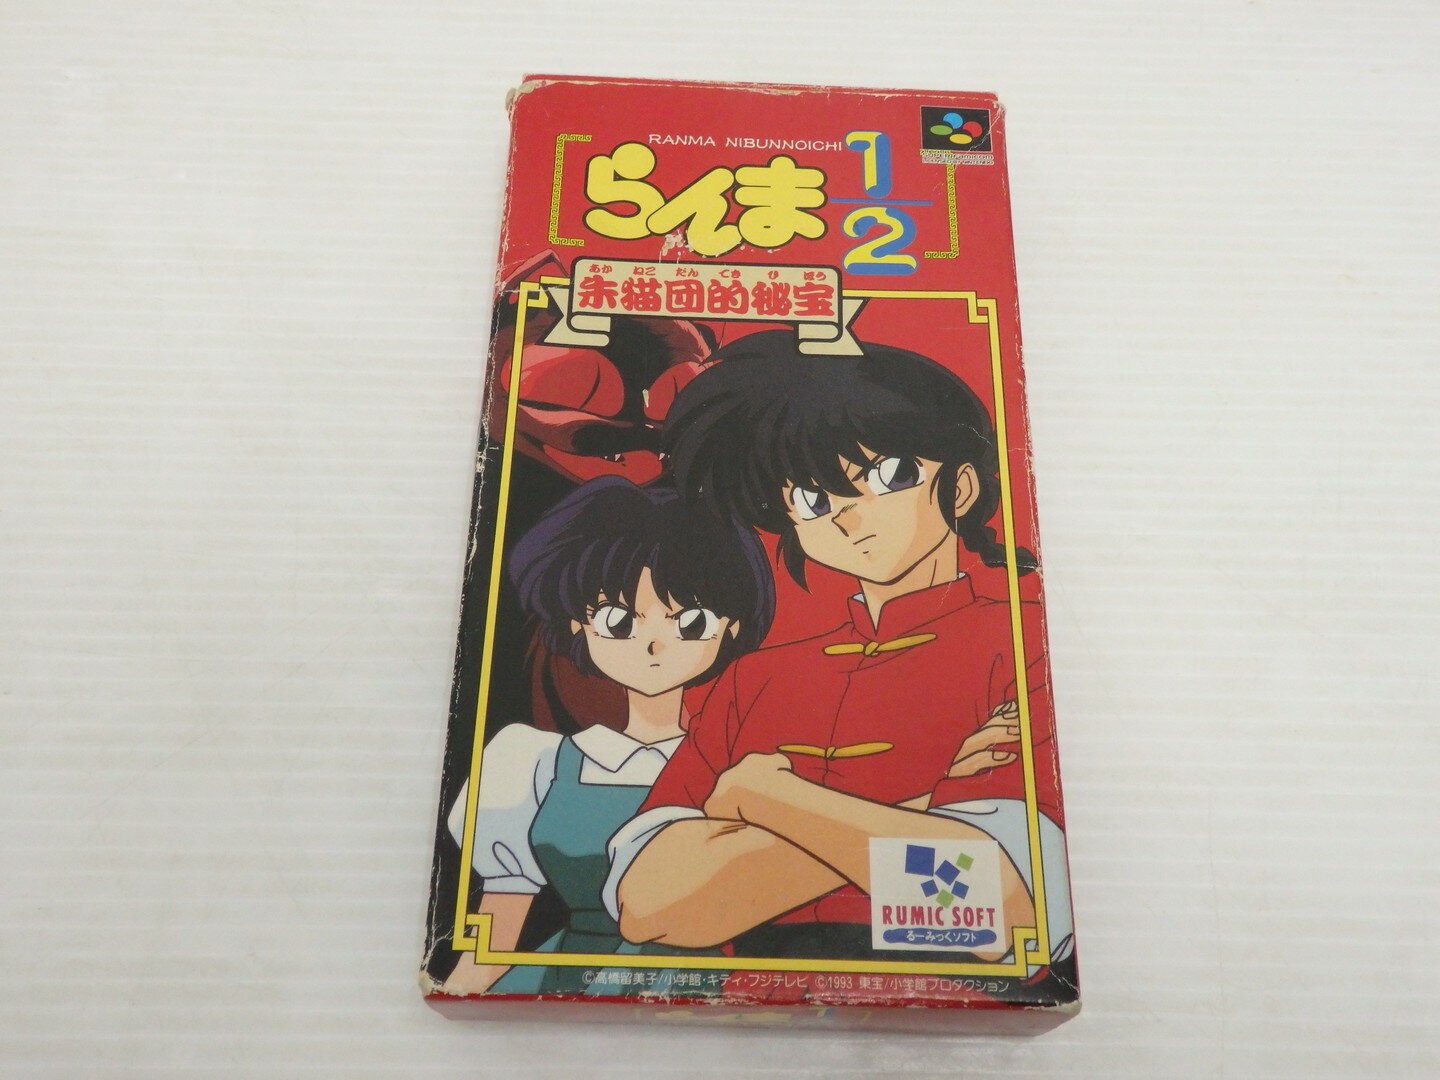 RANMA NIBUNNOICHI
らんま1/2
あか ねこ だん てき ひ ほう
朱猫団的秘宝
RUMIC SOFT
るーみっくソフト
©高橋留美子/小学館・キティ・フジテレビ ©1993 東宝/小学館プロダクション